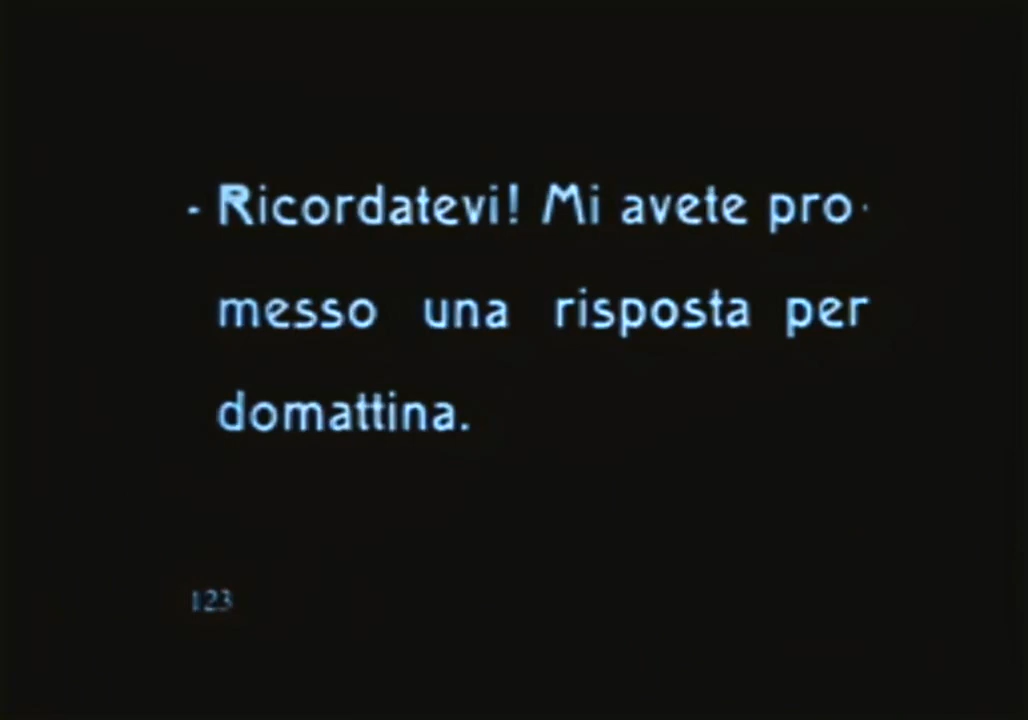 - Ricordatevi! Mi avete pro-
messo una risposta per
domattina.
123